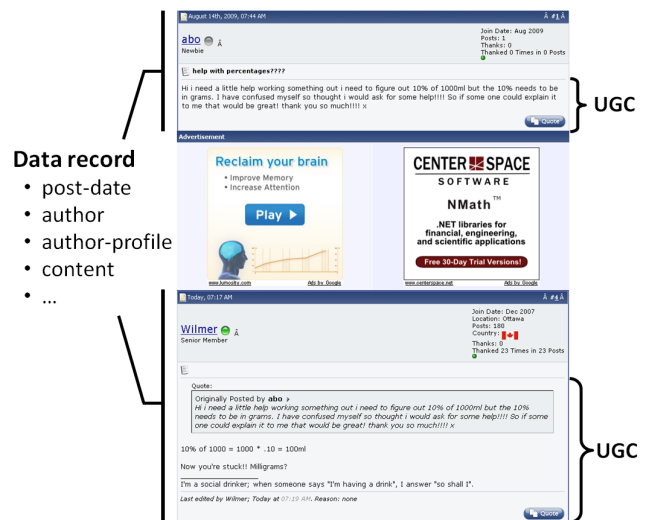 August 14th, 2009, 07:44 AM
Â #1 Â
abo Â
Newbie
Join Date: Aug 2009
Posts: 1
Thanks: 0
Thanked 0 Times in 0 Posts
help with percentages????
Hi i need a little help working something out i need to figure out 10% of 1000ml but the 10% needs to be
in grams. I have confused myself so thought i would ask for some help!!!! So if some one could explain it
to me that would be great! thank you so much!!!! x
Quote
UGC
Advertisement
Data record
• post-date
• author
• author-profile
• content
• ...
Reclaim your brain
• Improve Memory
• Increase Attention
Play
www.lumosity.com
Ads by Google
CENTER SPACE
SOFTWARE
NMath™
.NET libraries for
financial, engineering,
and scientific applications
Free 30-Day Trial Versions!
www.centerspace.net
Ads by Google
Today, 07:17 AM
Â #4 Â
Wilmer Â
Senior Member
Join Date: Dec 2007
Location: Ottawa
Posts: 180
Country:
Thanks: 0
Thanked 23 Times in 23 Posts
Quote:
Originally Posted by abo
Hi i need a little help working something out i need to figure out 10% of 1000ml but the 10%
needs to be in grams. I have confused myself so thought i would ask for some help!!!! So if some
one could explain it to me that would be great! thank you so much!!!! x
10% of 1000 = 1000 * .10 = 100ml
Now you're stuck!! Milligrams?
I'm a social drinker; when someone says "I'm having a drink", I answer "so shall I".
Last edited by Wilmer; Today at 07:19 AM. Reason: none
Quote
UGC